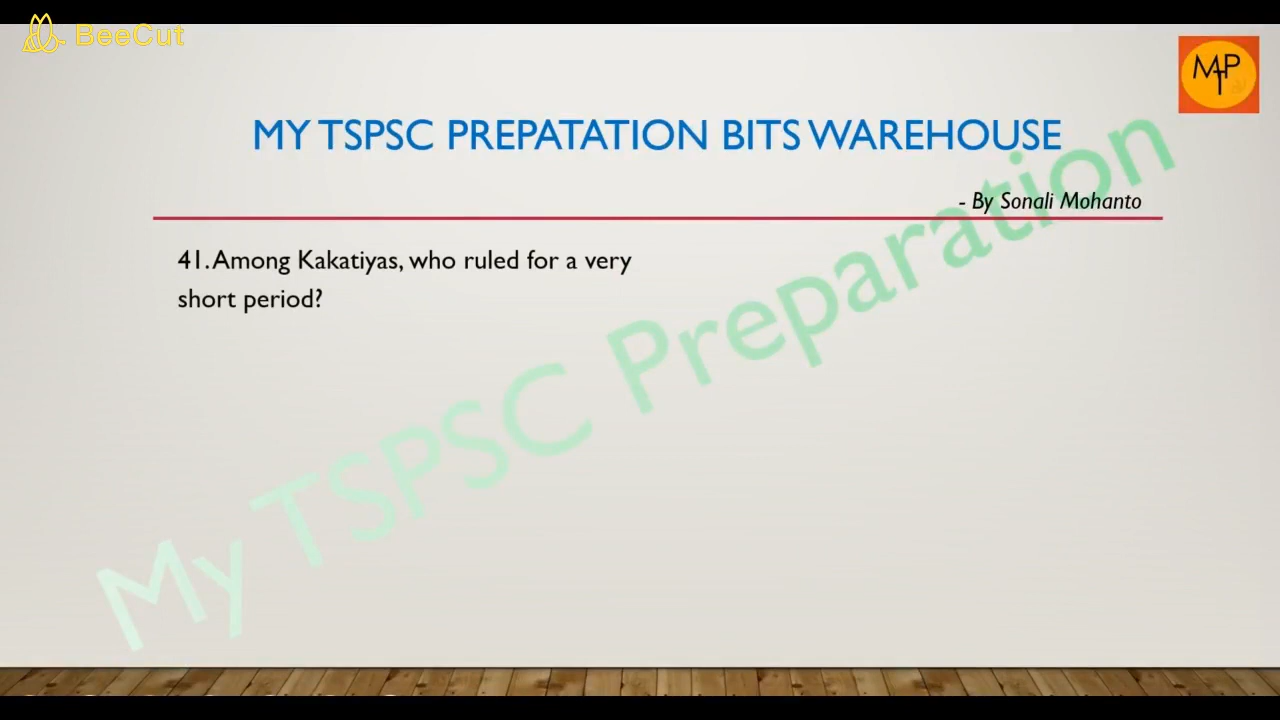 BeeCut
MTP
MY TSPSC PREPATATION BITS WAREHOUSE
- By Sonali Mohanto
41. Among Kakatiyas, who ruled for a very
short period?
My TSPSC Preparation